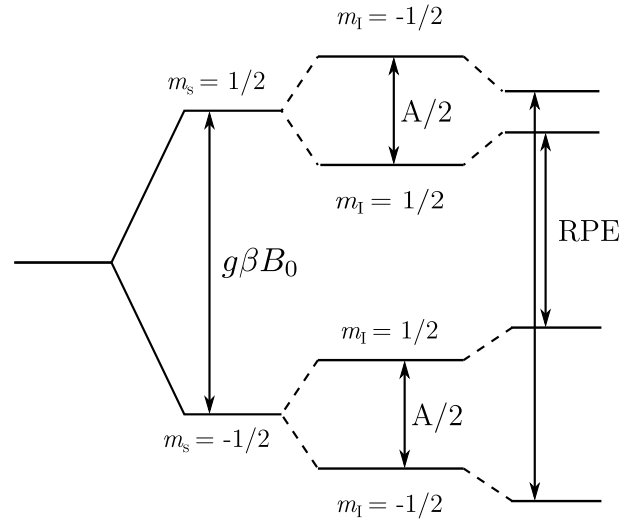 m_I = -1/2
m_s = 1/2
A/2
m_I = 1/2
RPE
gβB_0
m_I = 1/2
A/2
m_s = -1/2
m_I = -1/2